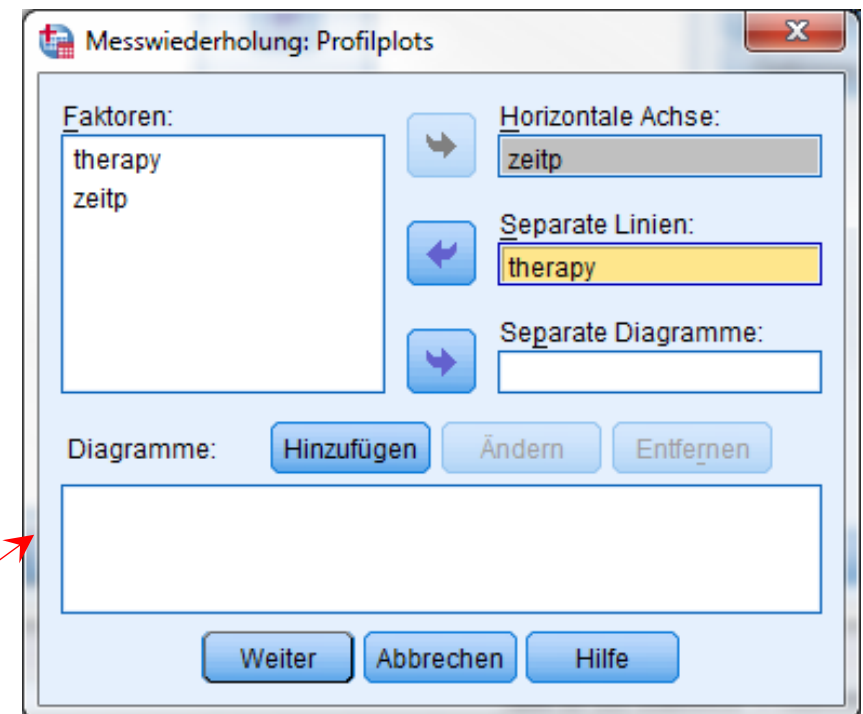 Messwiederholung: Profilplots
Faktoren:
therapy
zeitp
Horizontale Achse:
zeitp
Separate Linien:
therapy
Separate Diagramme:
Diagramme:
Hinzufügen
Ändern
Entfernen
Weiter
Abbrechen
Hilfe